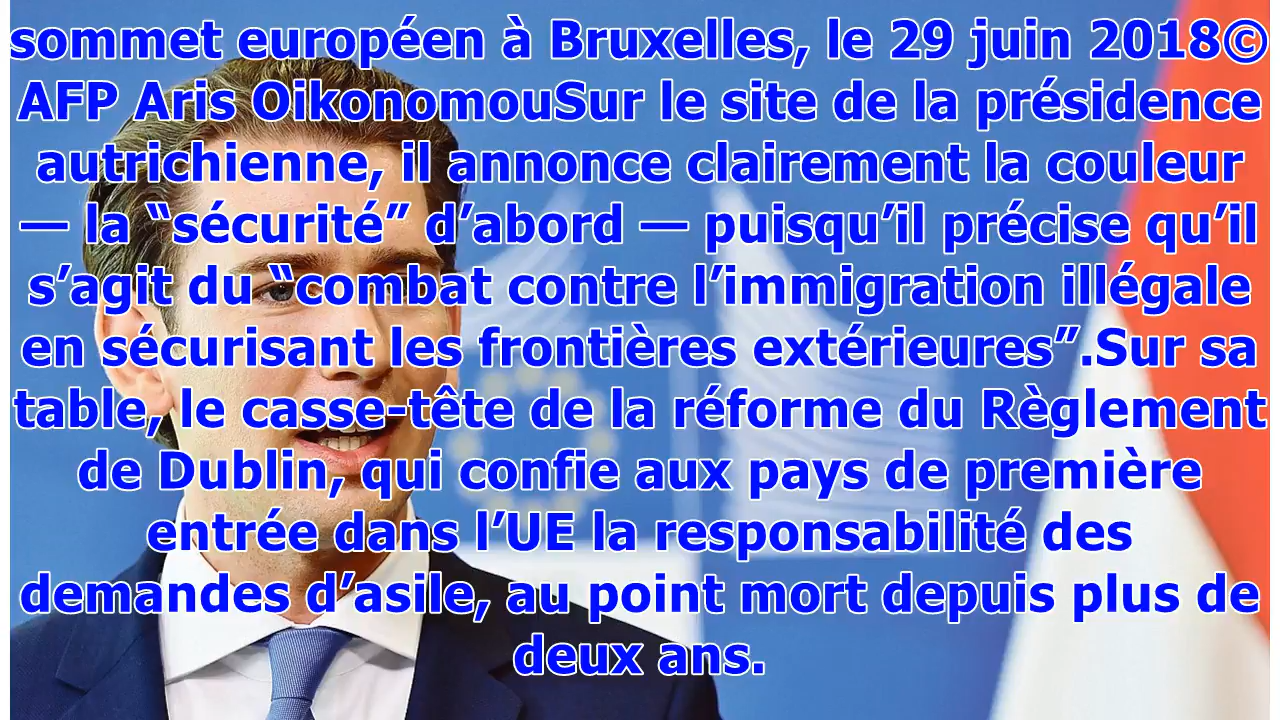 sommet européen à Bruxelles, le 29 juin 2018©
AFP Aris OikonomouSur le site de la présidence
autrichienne, il annonce clairement la couleur
— la “sécurité” d’abord — puisqu’il précise qu’il
s’agit du “combat contre l’immigration illégale
en sécurisant les frontières extérieures”.Sur sa
table, le casse-tête de la réforme du Règlement
de Dublin, qui confie aux pays de première
entrée dans l’UE la responsabilité des
demandes d’asile, au point mort depuis plus de
deux ans.